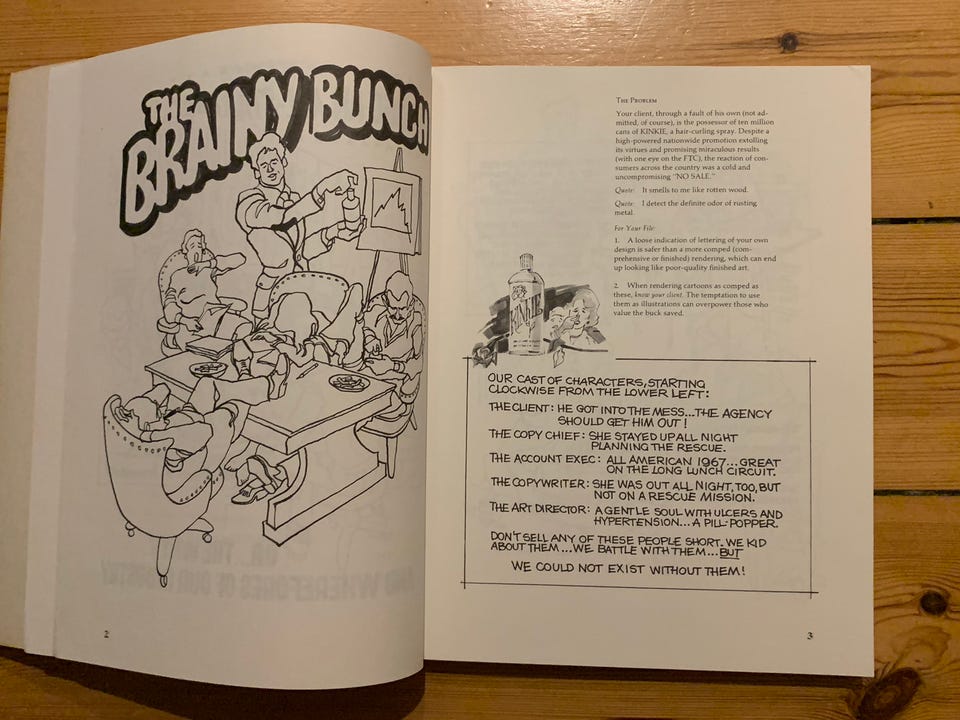 THE
BRAINY BUNCH
2
THE PROBLEM
Your client, through a fault of his own (not ad-
mitted, of course), is the possessor of ten million
cans of KINKIE, a hair-curling spray. Despite a
high-powered nationwide promotion extolling
its virtues and promising miraculous results
(with one eye on the FTC), the reaction of con-
sumers across the country was a cold and
uncompromising "NO SALE."
Quote: It smells to me like rotten wood.
Quote: I detect the definite odor of rusting
metal.
For Your File:
1. A loose indication of lettering of your own
design is safer than a more comped (com-
prehensive or finished) rendering, which can end
up looking like poor-quality finished art.
2. When rendering cartoons as comped as
these, know your client. The temptation to use
them as illustrations can overpower those who
value the buck saved.
KINKIE
OUR CAST OF CHARACTERS, STARTING
CLOCKWISE FROM THE LOWER LEFT:
THE CLIENT: HE GOT INTO THE MESS...THE AGENCY
SHOULD GET HIM OUT!
THE COPY CHIEF: SHE STAYED UP ALL NIGHT
PLANNING THE RESCUE.
THE ACCOUNT EXEC: ALL AMERICAN 1967...GREAT
ON THE LONG LUNCH CIRCUIT.
THE COPYWRITER: SHE WAS OUT ALL NIGHT, TOO, BUT
NOT ON A RESCUE MISSION.
THE ART DIRECTOR: A GENTLE SOUL WITH ULCERS AND
HYPERTENSION...A PILL-POPPER.
DON'T SELL ANY OF THESE PEOPLE SHORT. WE KID
ABOUT THEM...WE BATTLE WITH THEM...BUT
WE COULD NOT EXIST WITHOUT THEM!
3